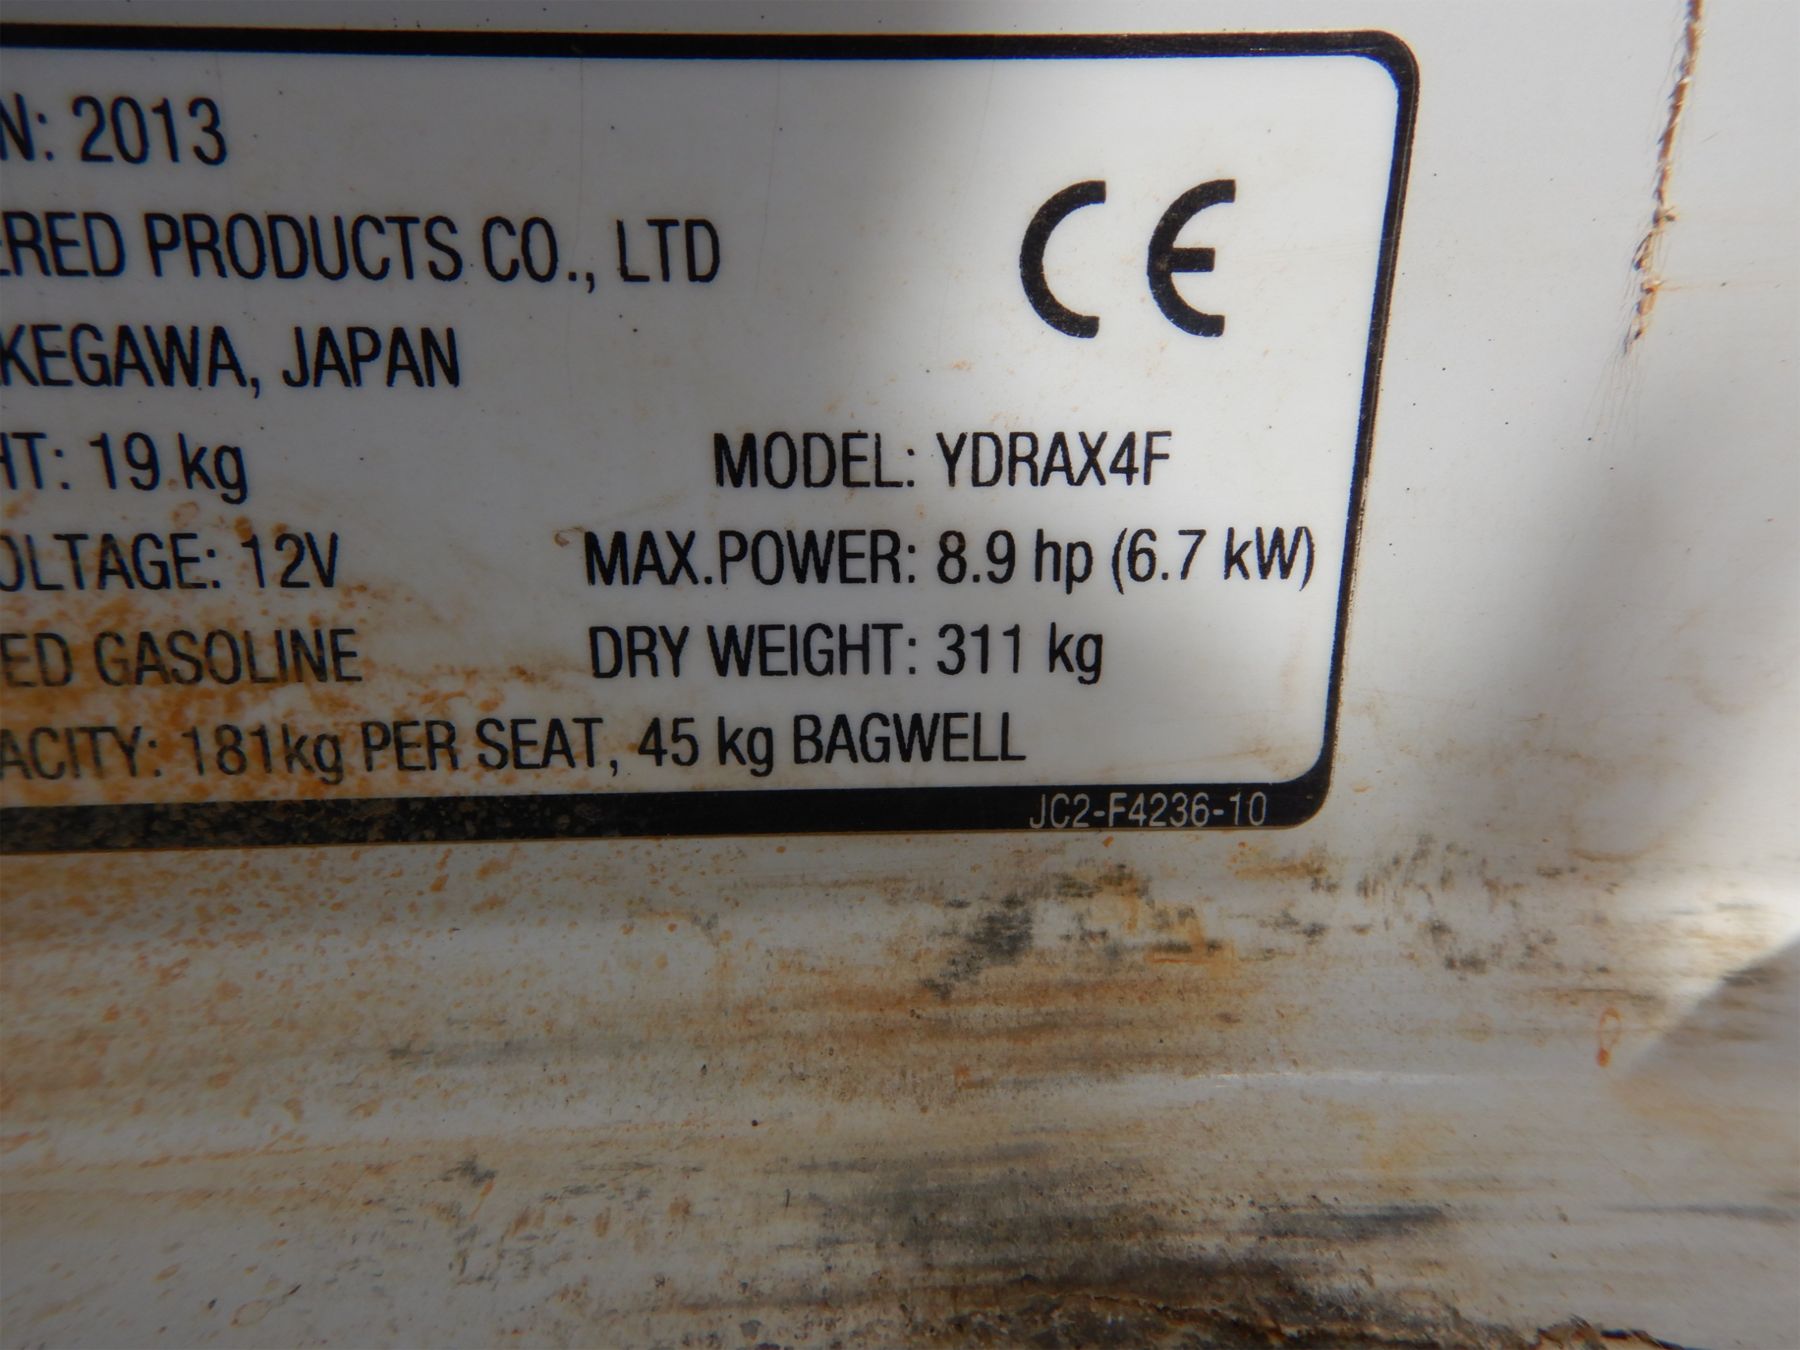 N: 2013
ERED PRODUCTS CO., LTD
CE
KEGAWA, JAPAN
HT: 19 kg
MODEL: YDRAX4F
OLTAGE: 12V
MAX.POWER: 8.9 hp (6.7 kW)
ED GASOLINE
DRY WEIGHT: 311 kg
ACITY: 181kg PER SEAT, 45 kg BAGWELL
JC2-F4236-10